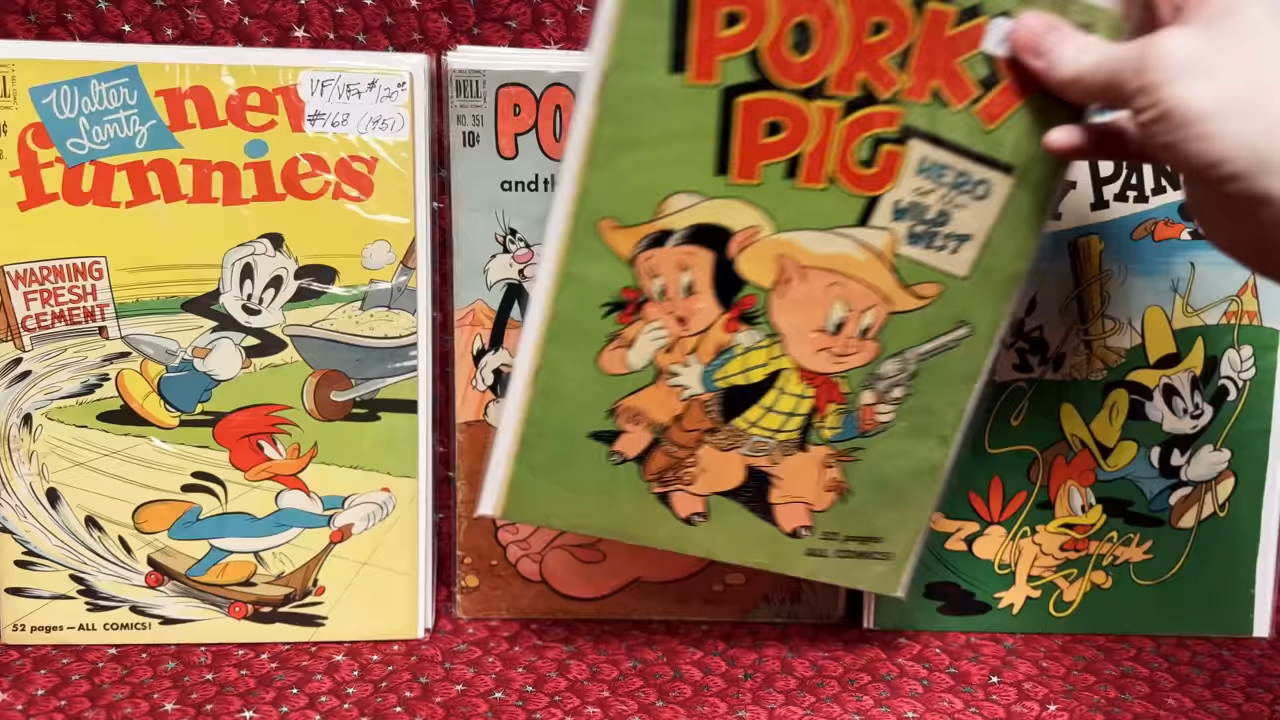 Walter
Lantz
new
funnies
VF/VF+ $120
#168 (1951)
WARNING
FRESH
CEMENT
52 pages—ALL COMICS!
DELL
NO. 351
10¢
PO
and th
PORKY
PIG
HERO
of the
WILD
WEST
52 pages
ALL COMICS!
Y PAN